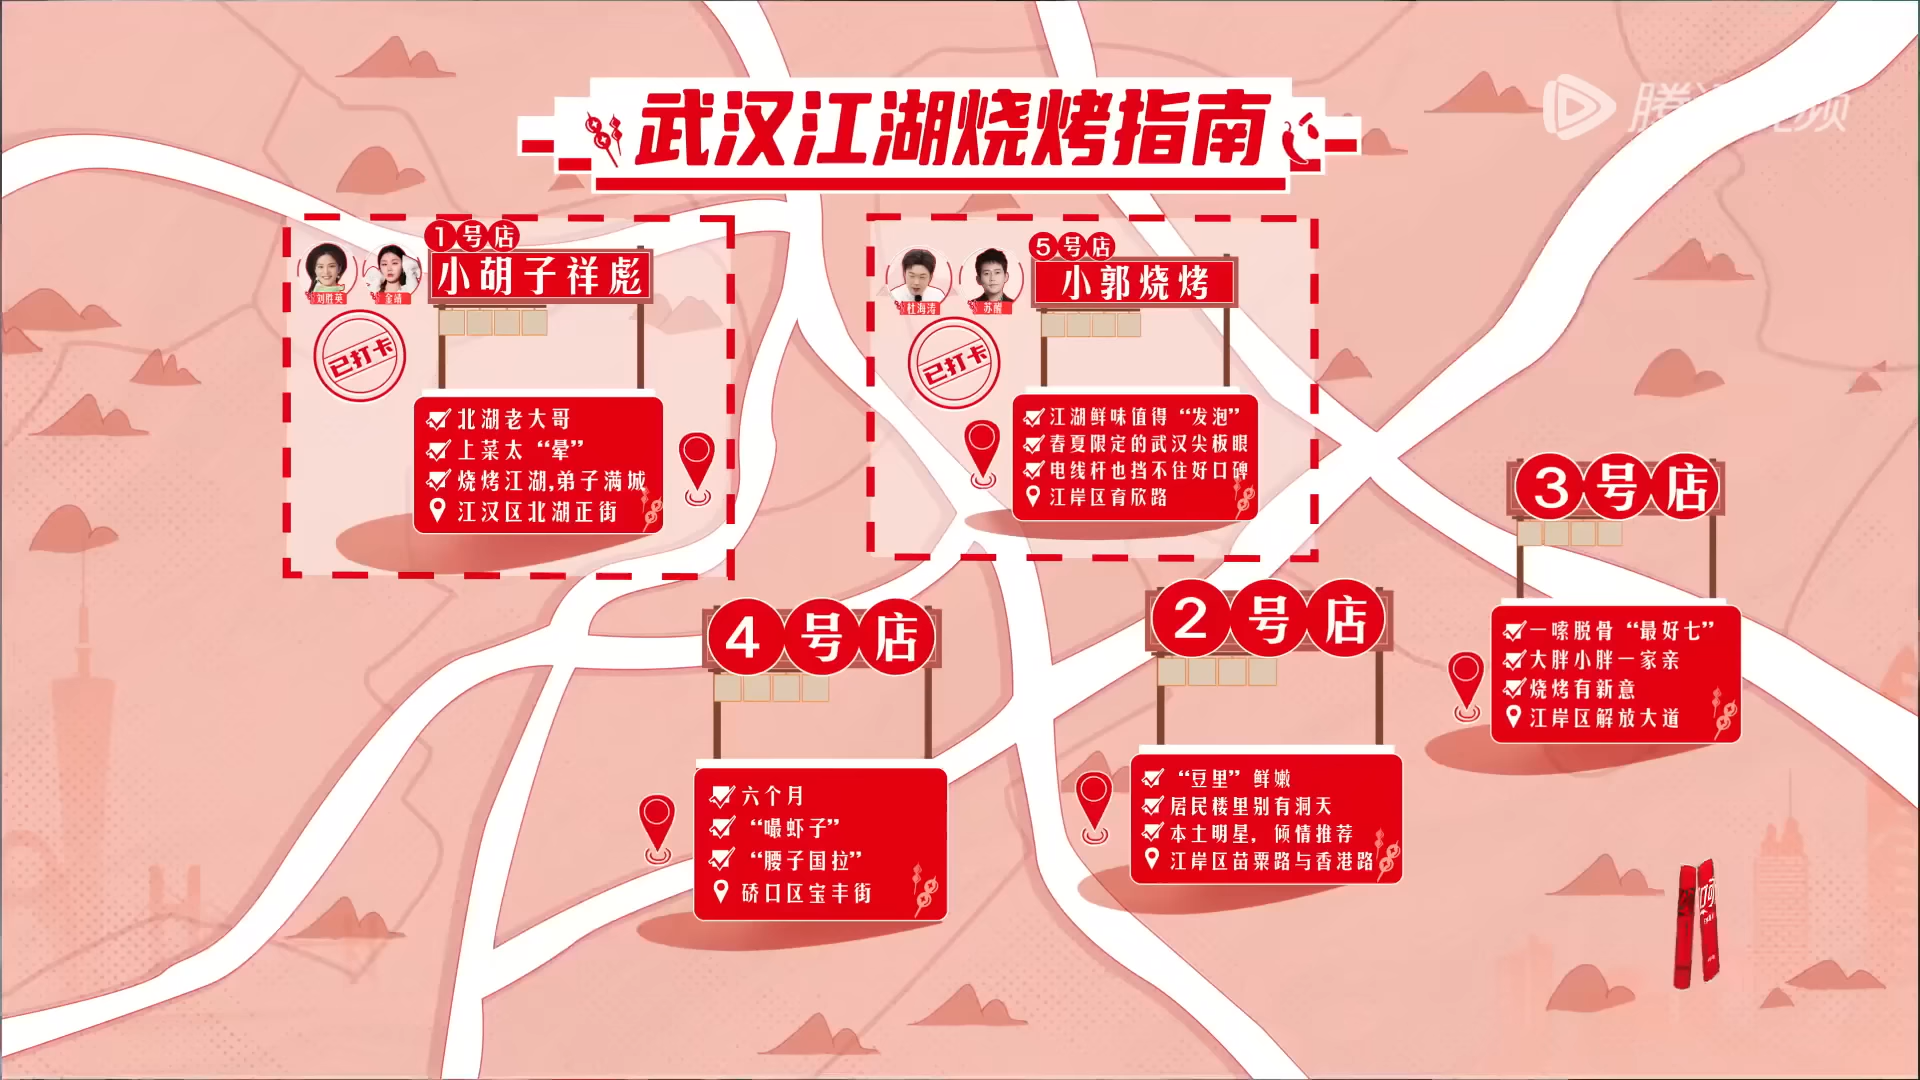 武汉江湖烧烤指南
腾讯视频
1号店
小胡子祥彪
刘胜英
金靖
已打卡
北湖老大哥
上菜太“晕”
烧烤江湖,弟子满城
江汉区北湖正街
5号店
小郭烧烤
杜海涛
苏醒
已打卡
江湖鲜味值得“发泡”
春夏限定的武汉尖板眼
电线杆也挡不住好口碑
江岸区育欣路
3号店
一嗦脱骨“最好七”
大胖小胖一家亲
烧烤有新意
江岸区解放大道
4号店
六个月
“嘬虾子”
“腰子国拉”
硚口区宝丰街
2号店
“豆里”鲜嫩
居民楼里别有洞天
本土明星，倾情推荐
江岸区苗栗路与香港路